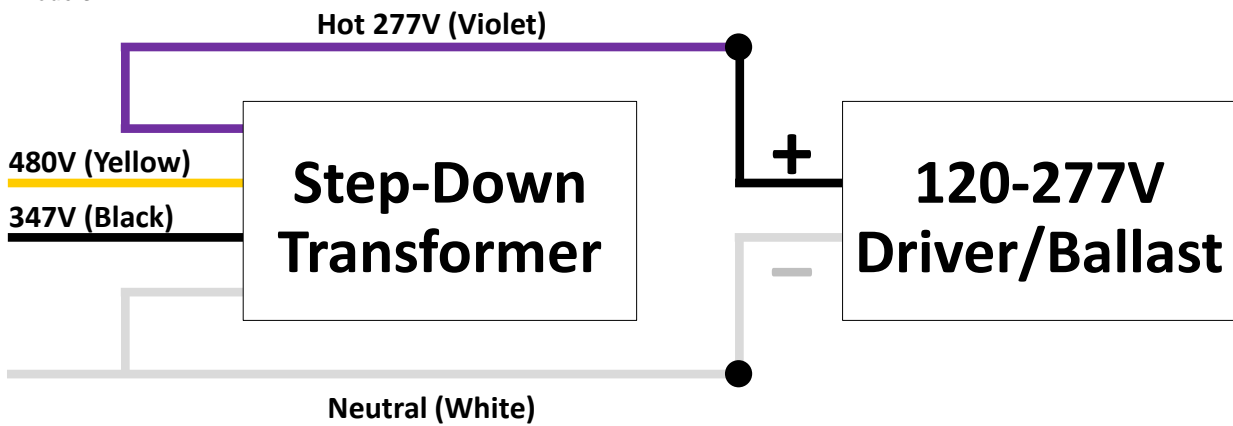 Hot 277V (Violet)
480V (Yellow)
347V (Black)
Step-Down
Transformer
+
120-277V
Driver/Ballast
–
Neutral (White)